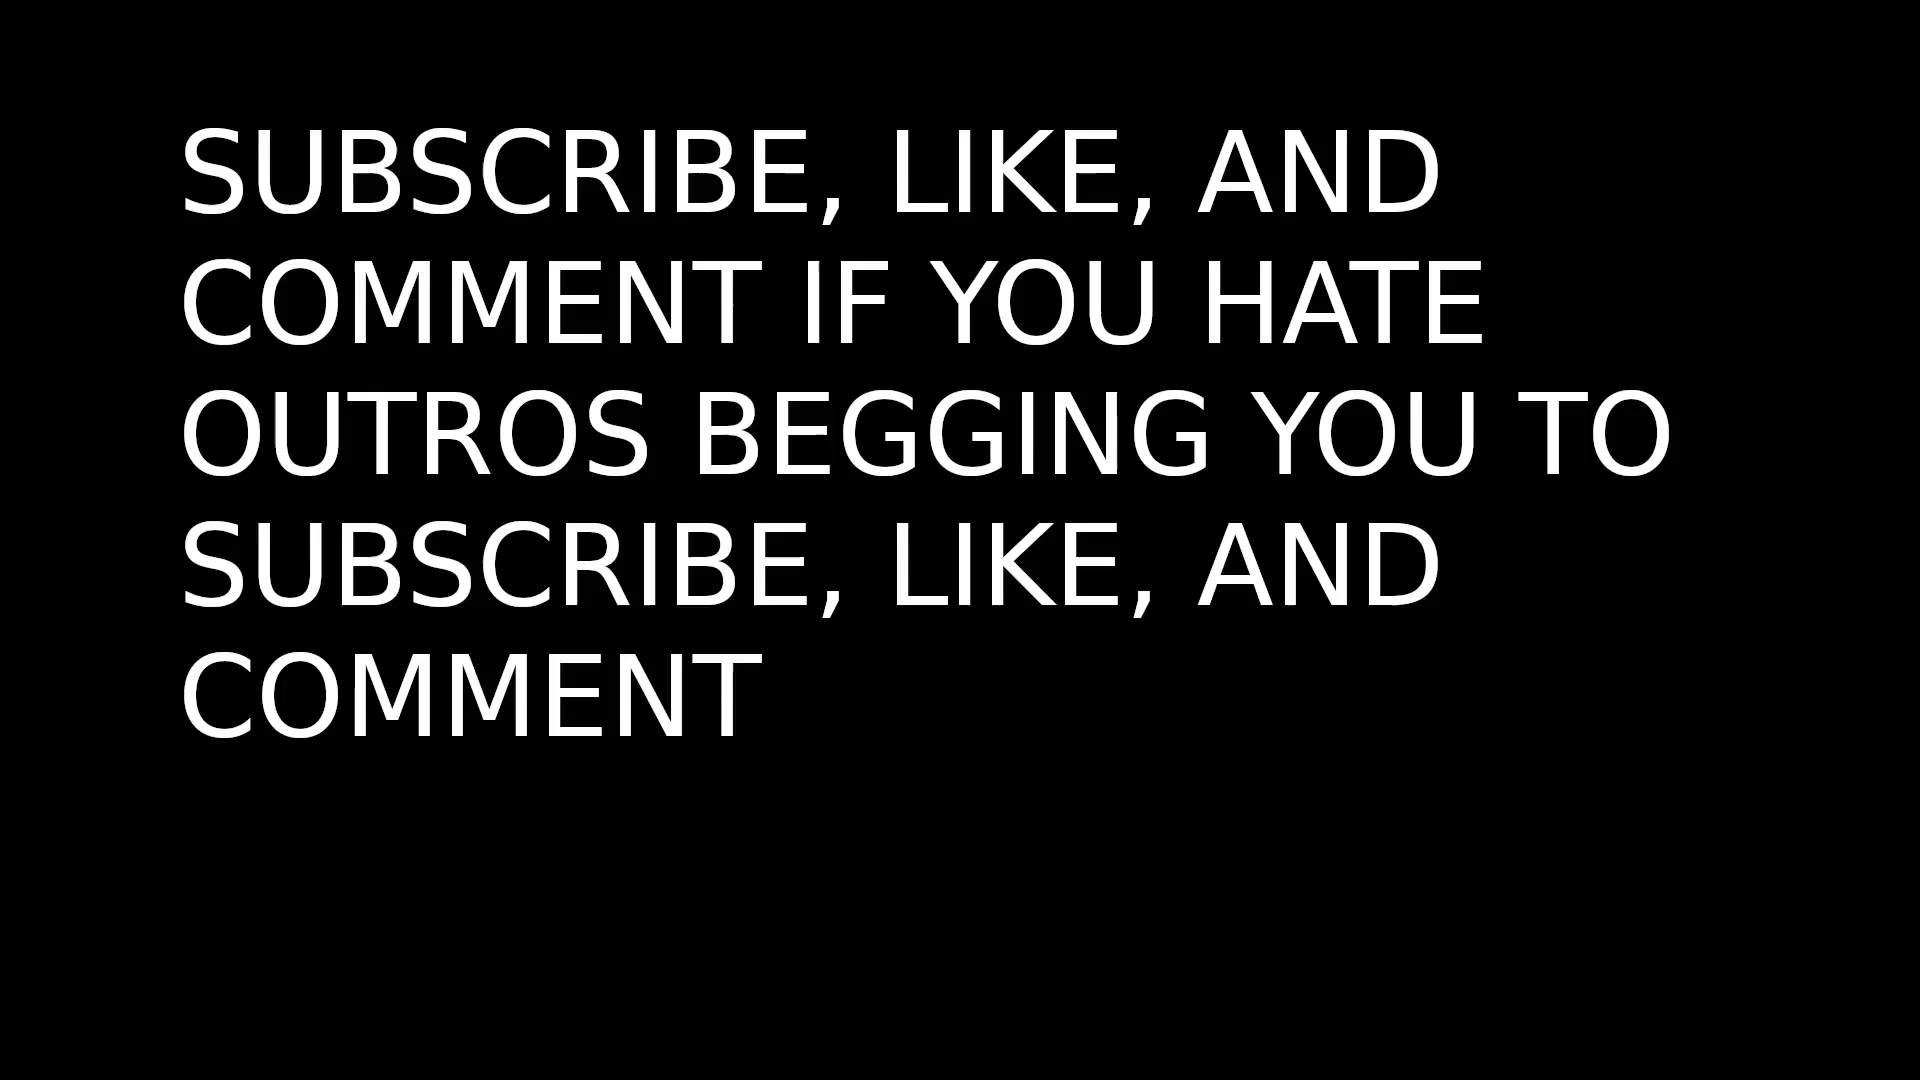 SUBSCRIBE, LIKE, AND
COMMENT IF YOU HATE
OUTROS BEGGING YOU TO
SUBSCRIBE, LIKE, AND
COMMENT